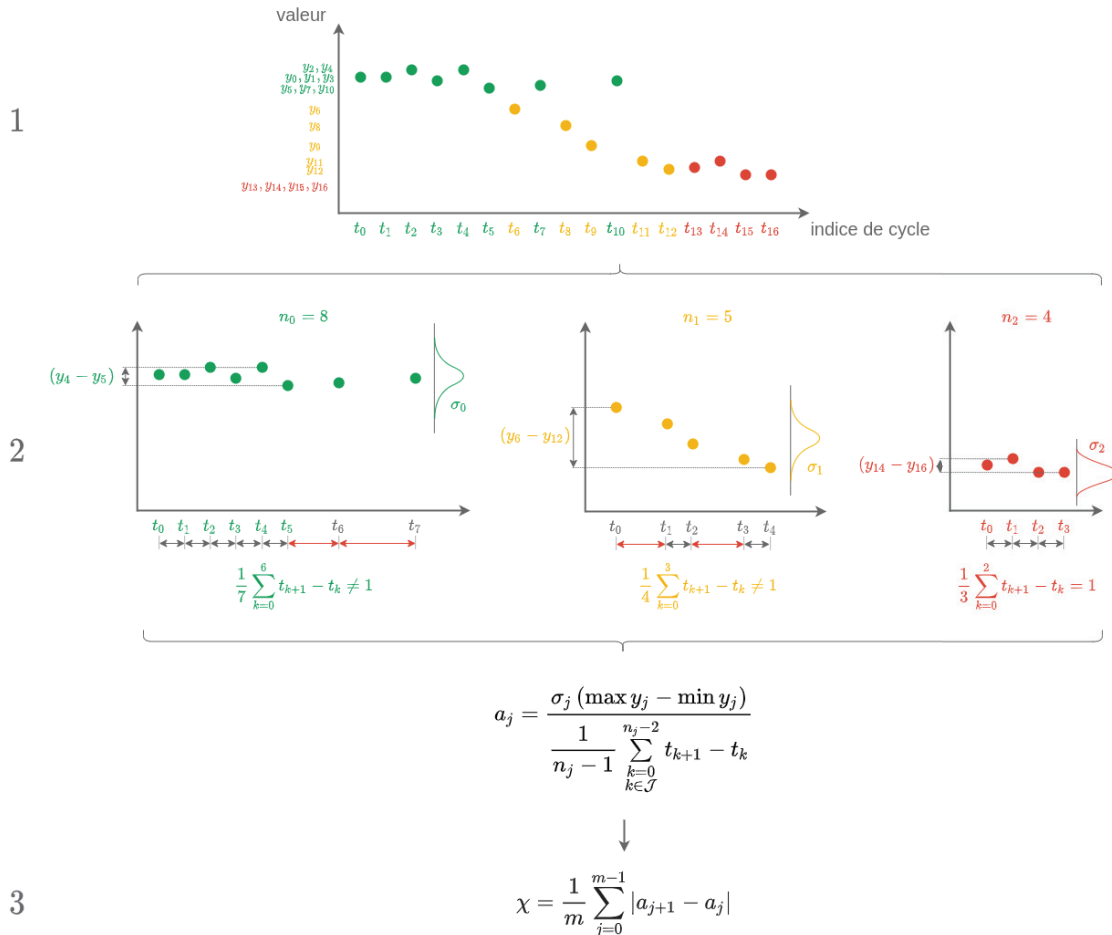 valeur
1
y₂, y₄
y₀, y₁, y₃
y₅, y₇, y₁₀
y₆
y₈
y₀
y₁₁
y₁₂
y₁₃, y₁₄, y₁₅, y₁₆
t₀ t₁ t₂ t₃ t₄ t₅ t₆ t₇ t₈ t₉ t₁₀ t₁₁ t₁₂ t₁₃ t₁₄ t₁₅ t₁₆ indice de cycle
2
n₀ = 8
(y₄ − y₅)
σ₀
t₀ t₁ t₂ t₃ t₄ t₅ t₆ t₇
1/7 ∑_{k=0}^{6} t_{k+1} − t_k ≠ 1
n₁ = 5
(y₆ − y₁₂)
σ₁
t₀ t₁ t₂ t₃ t₄
1/4 ∑_{k=0}^{3} t_{k+1} − t_k ≠ 1
n₂ = 4
(y₁₄ − y₁₆)
σ₂
t₀ t₁ t₂ t₃
1/3 ∑_{k=0}^{2} t_{k+1} − t_k = 1
a_j = σ_j (max y_j − min y_j) / (1/(n_j − 1) ∑_{k=0, k∈𝒥}^{n_j−2} t_{k+1} − t_k)
3
χ = 1/m ∑_{j=0}^{m−1} |a_{j+1} − a_j|